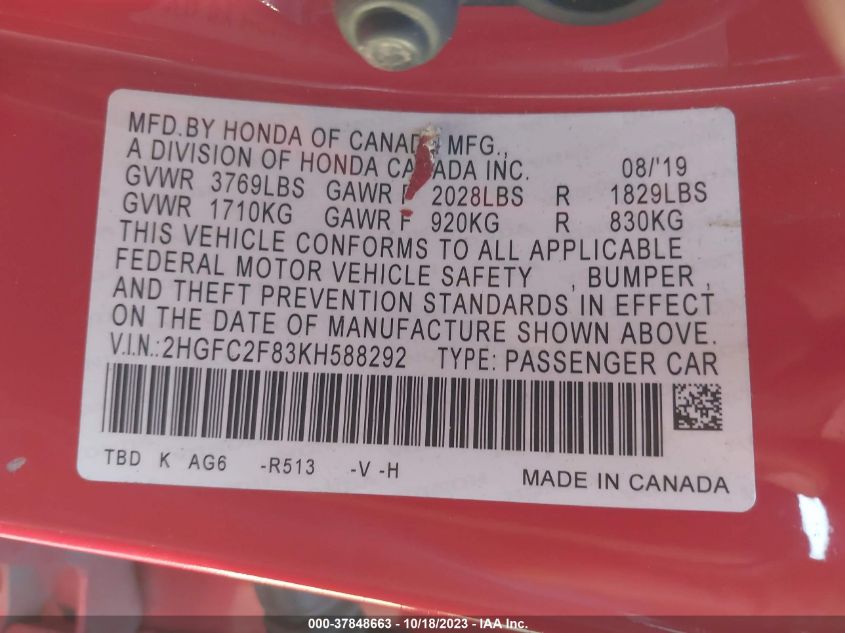 MFD.BY HONDA OF CANADA MFG.,
A DIVISION OF HONDA CANADA INC. 08/'19
GVWR 3769LBS GAWR F 2028LBS R 1829LBS
GVWR 1710KG GAWR F 920KG R 830KG
THIS VEHICLE CONFORMS TO ALL APPLICABLE
FEDERAL MOTOR VEHICLE SAFETY , BUMPER ,
AND THEFT PREVENTION STANDARDS IN EFFECT
ON THE DATE OF MANUFACTURE SHOWN ABOVE.
V.I.N.: 2HGFC2F83KH588292 TYPE: PASSENGER CAR
TBD K AG6 -R513 -V -H
MADE IN CANADA
000-37848663 - 10/18/2023 - IAA Inc.